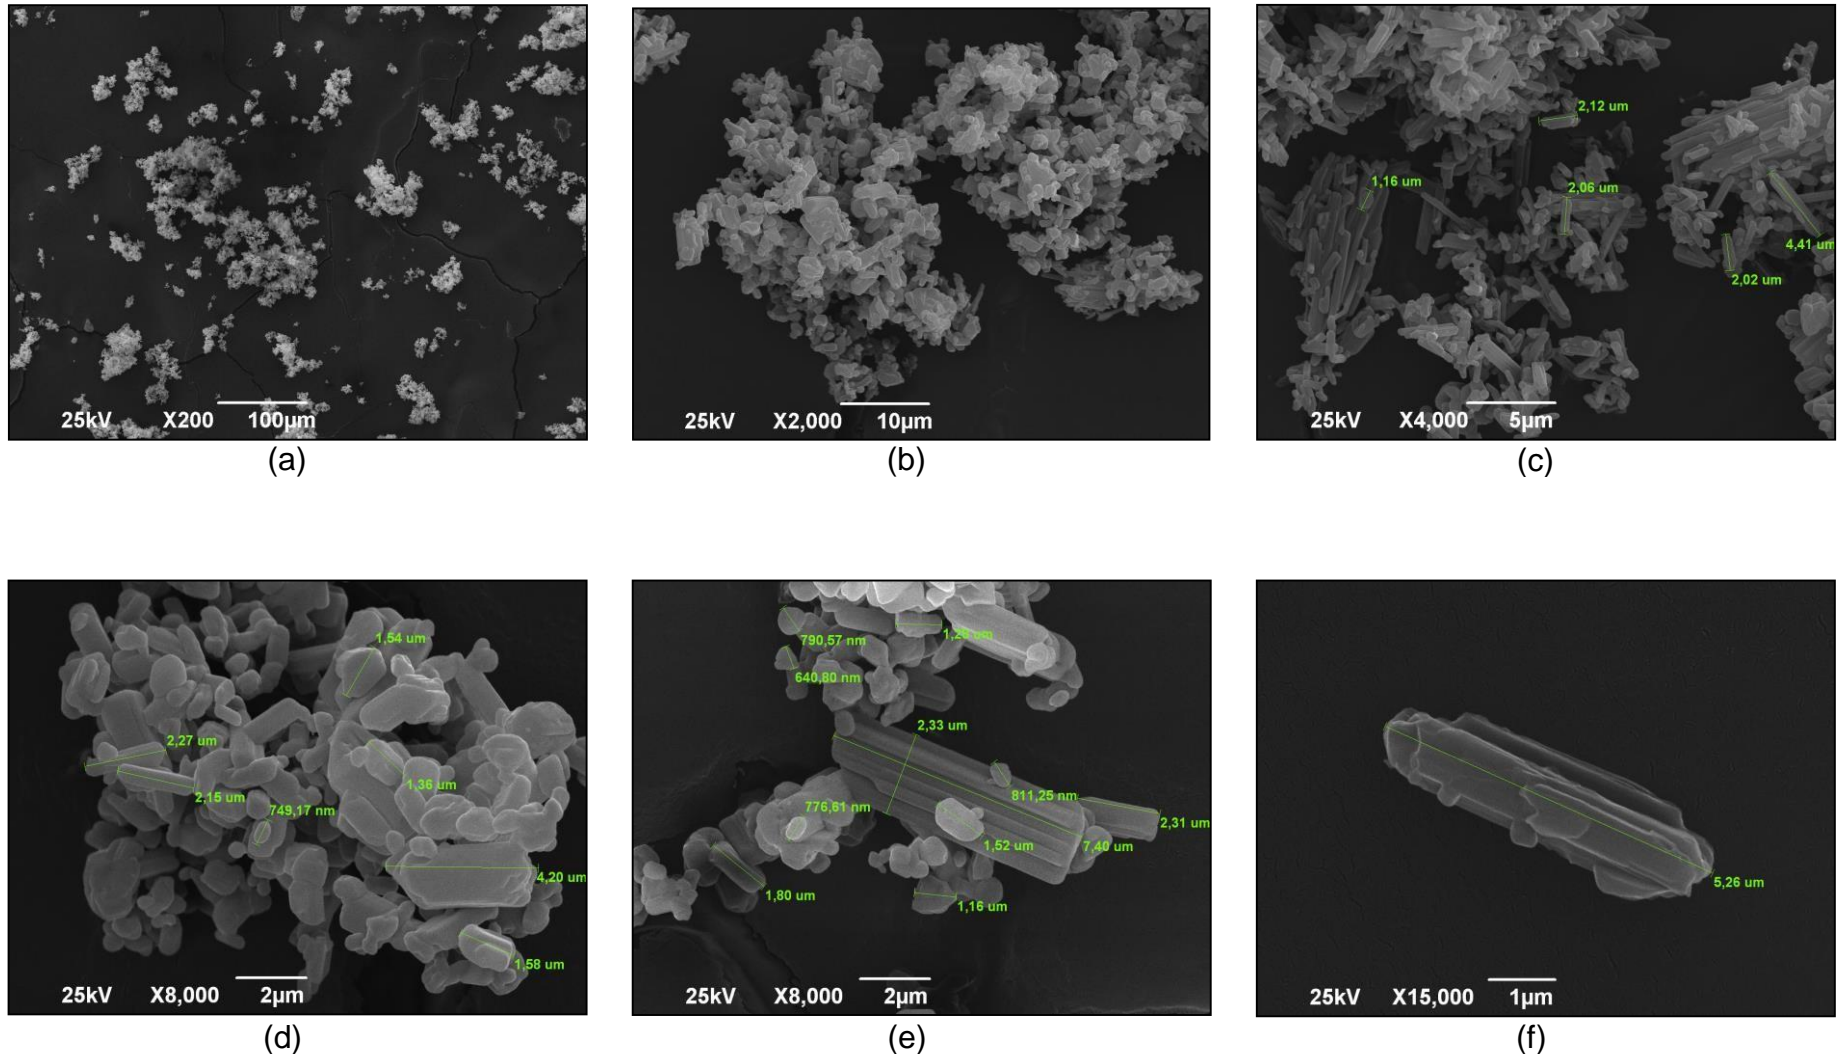 25kV X200 100µm
(a)
25kV X2,000 10µm
(b)
2,12 um
1,16 um
2,06 um
4,41 um
2,02 um
25kV X4,000 5µm
(c)
1,54 um
2,27 um
1,36 um
2,15 um
749,17 nm
4,20 um
1,58 um
25kV X8,000 2µm
(d)
790,57 nm
640,80 nm
2,33 um
811,25 nm
776,61 nm
2,31 um
1,52 um
7,40 um
1,80 um
1,16 um
25kV X8,000 2µm
(e)
5,26 um
25kV X15,000 1µm
(f)